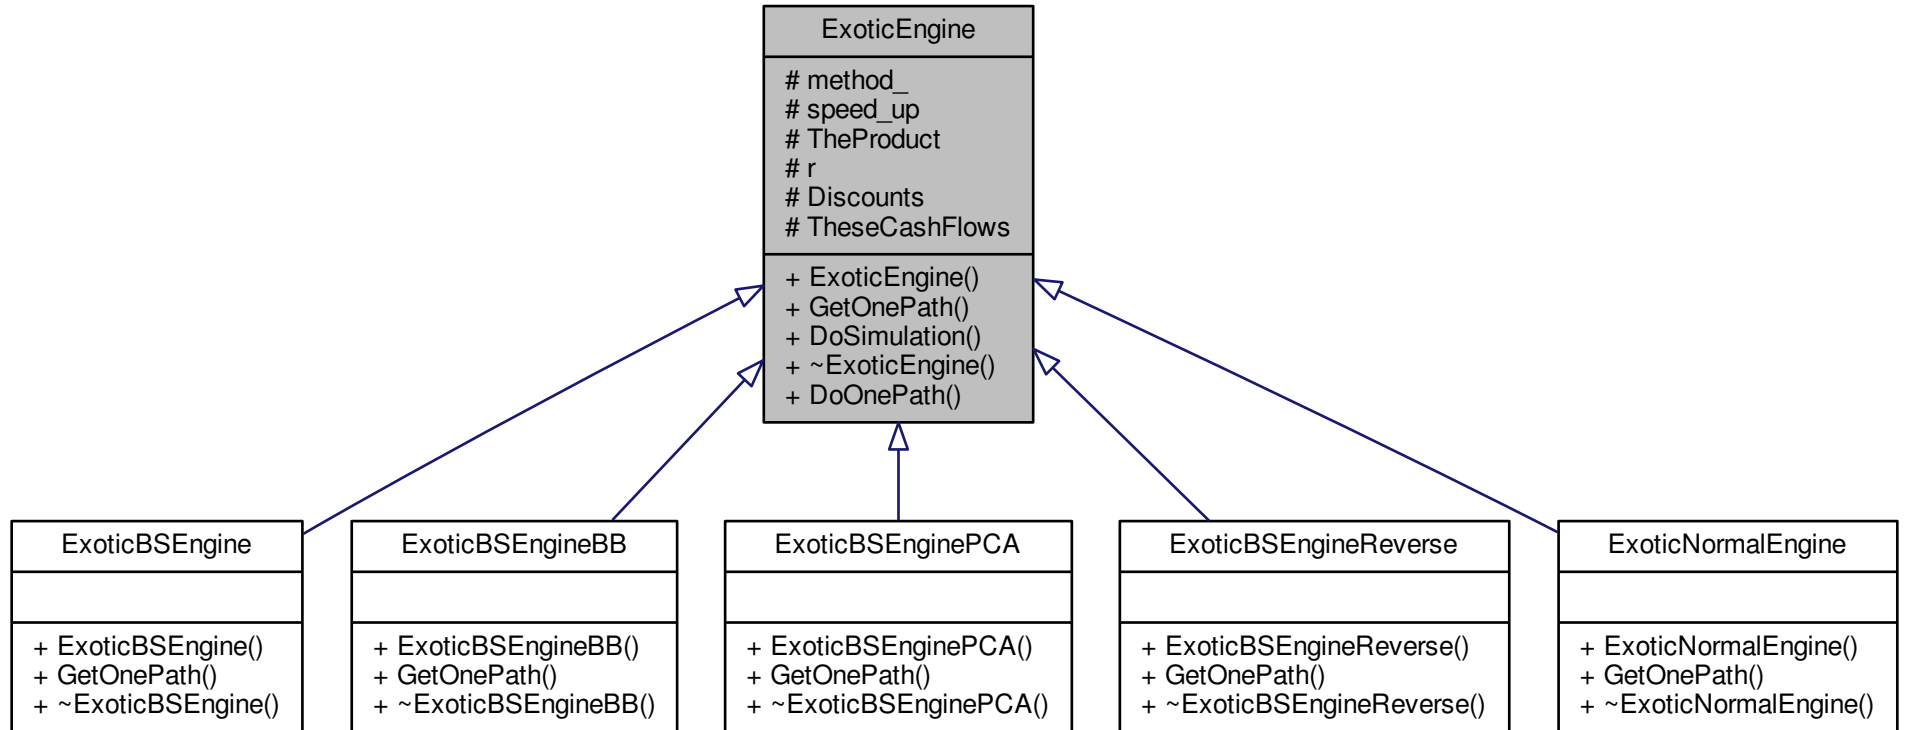 ExoticEngine
# method_
# speed_up
# TheProduct
# r
# Discounts
# TheseCashFlows
+ ExoticEngine()
+ GetOnePath()
+ DoSimulation()
+ ~ExoticEngine()
+ DoOnePath()
ExoticBSEngine
+ ExoticBSEngine()
+ GetOnePath()
+ ~ExoticBSEngine()
ExoticBSEngineBB
+ ExoticBSEngineBB()
+ GetOnePath()
+ ~ExoticBSEngineBB()
ExoticBSEnginePCA
+ ExoticBSEnginePCA()
+ GetOnePath()
+ ~ExoticBSEnginePCA()
ExoticBSEngineReverse
+ ExoticBSEngineReverse()
+ GetOnePath()
+ ~ExoticBSEngineReverse()
ExoticNormalEngine
+ ExoticNormalEngine()
+ GetOnePath()
+ ~ExoticNormalEngine()